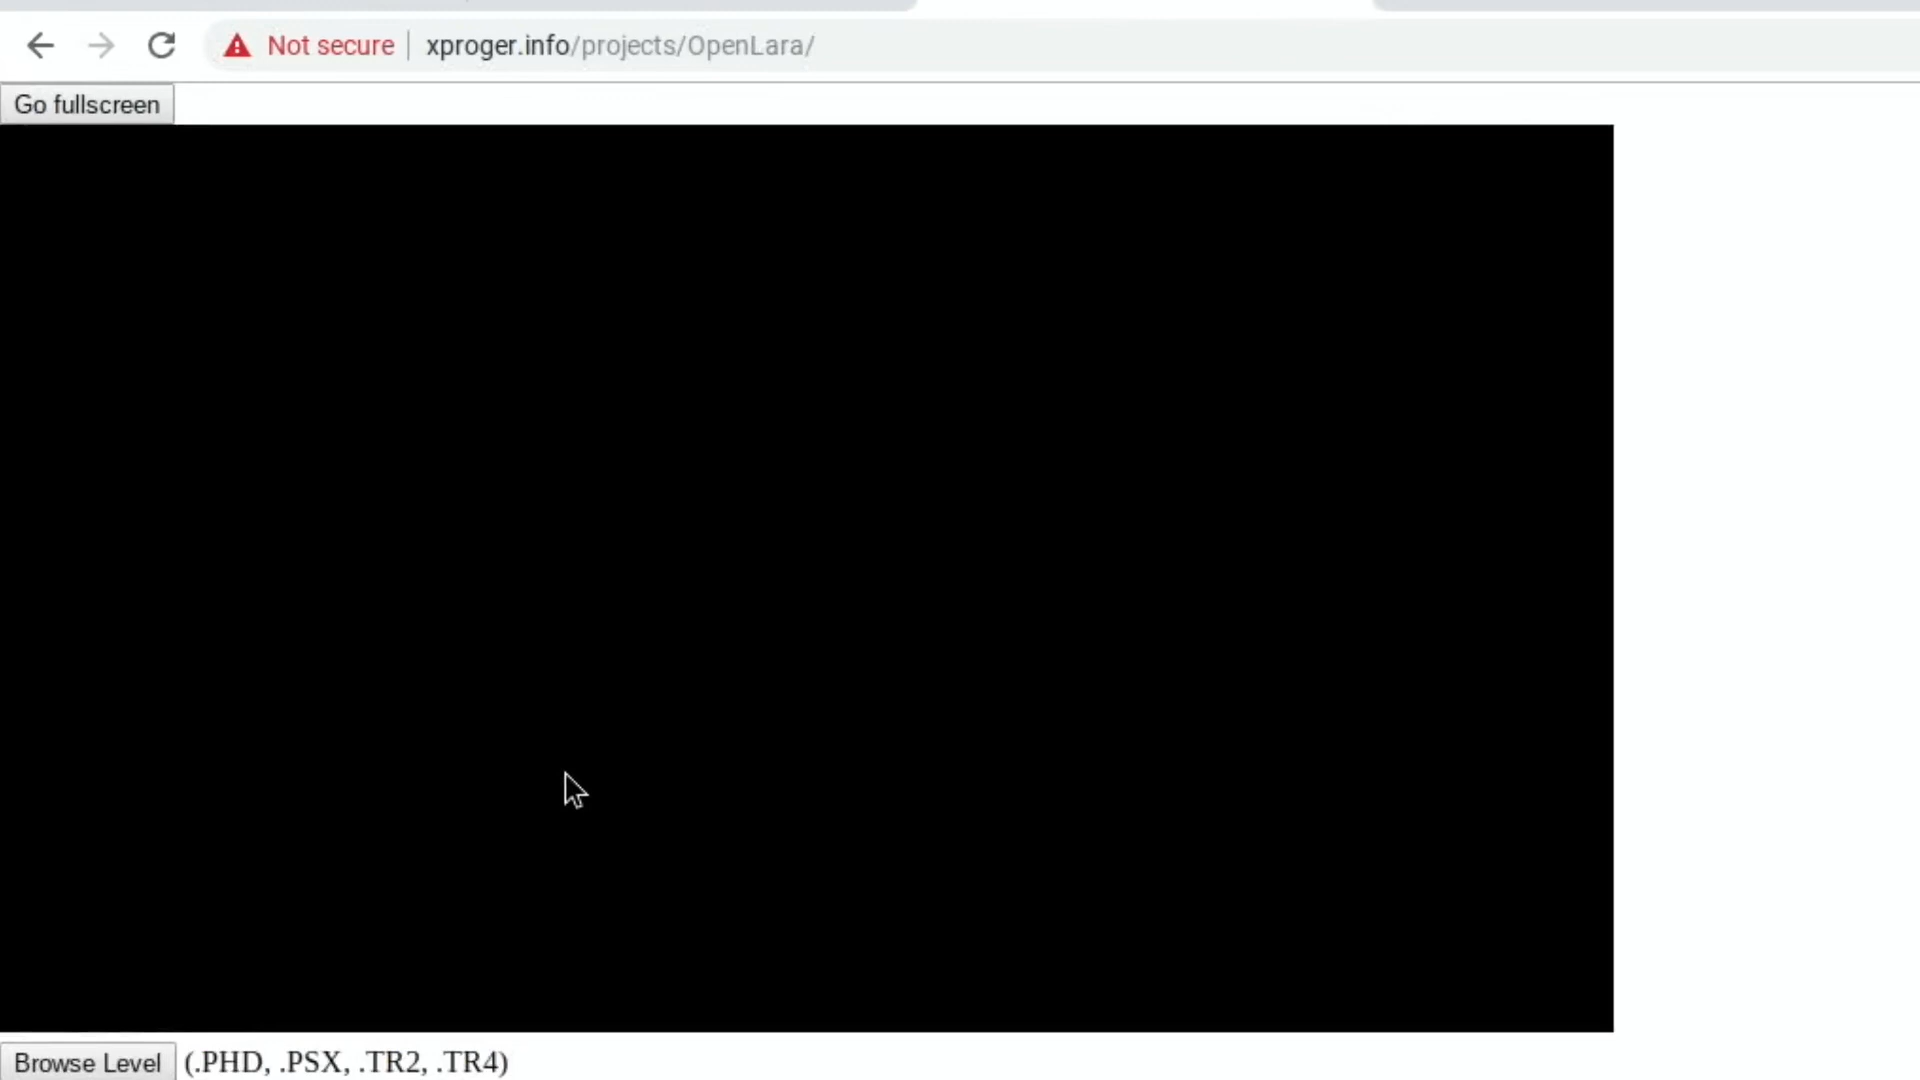 Not secure xproger.info/projects/OpenLara/
Go fullscreen
Browse Level (.PHD, .PSX, .TR2, .TR4)